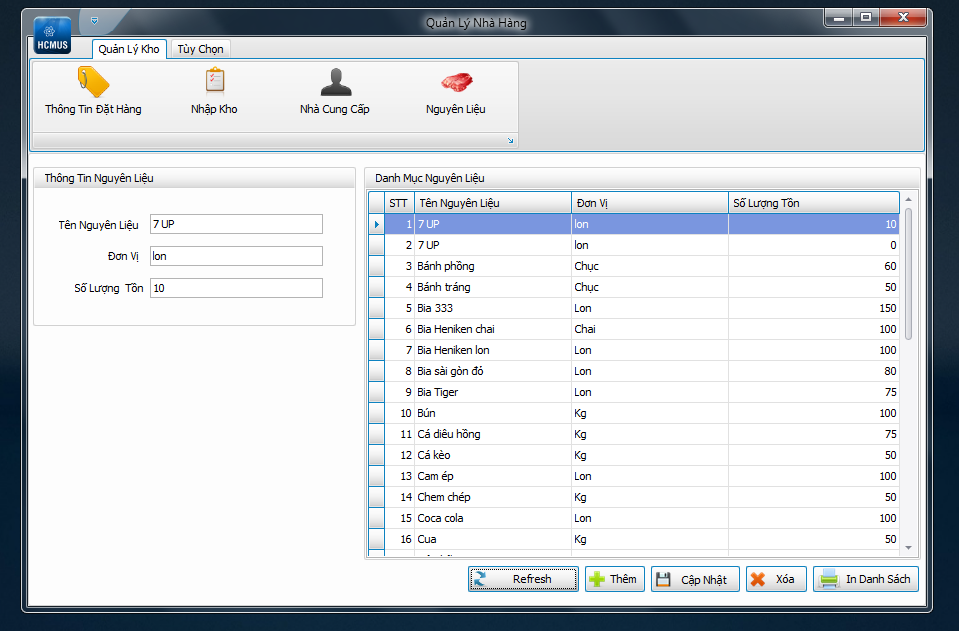 Quản Lý Nhà Hàng
HCMUS
Quản Lý Kho Tùy Chọn
Thông Tin Đặt Hàng Nhập Kho Nhà Cung Cấp Nguyên Liệu
Thông Tin Nguyên Liệu
Tên Nguyên Liệu 7 UP
Đơn Vị lon
Số Lượng Tồn 10
Danh Mục Nguyên Liệu
STT Tên Nguyên Liệu Đơn Vị Số Lượng Tồn
1 7 UP lon 10
2 7 UP lon 0
3 Bánh phồng Chục 60
4 Bánh tráng Chục 50
5 Bia 333 Lon 150
6 Bia Heniken chai Chai 100
7 Bia Heniken lon Lon 100
8 Bia sài gòn đỏ Lon 80
9 Bia Tiger Lon 75
10 Bún Kg 100
11 Cá diêu hồng Kg 75
12 Cá kèo Kg 50
13 Cam ép Lon 100
14 Chem chép Kg 50
15 Coca cola Lon 100
16 Cua Kg 50
Refresh Thêm Cập Nhật Xóa In Danh Sách